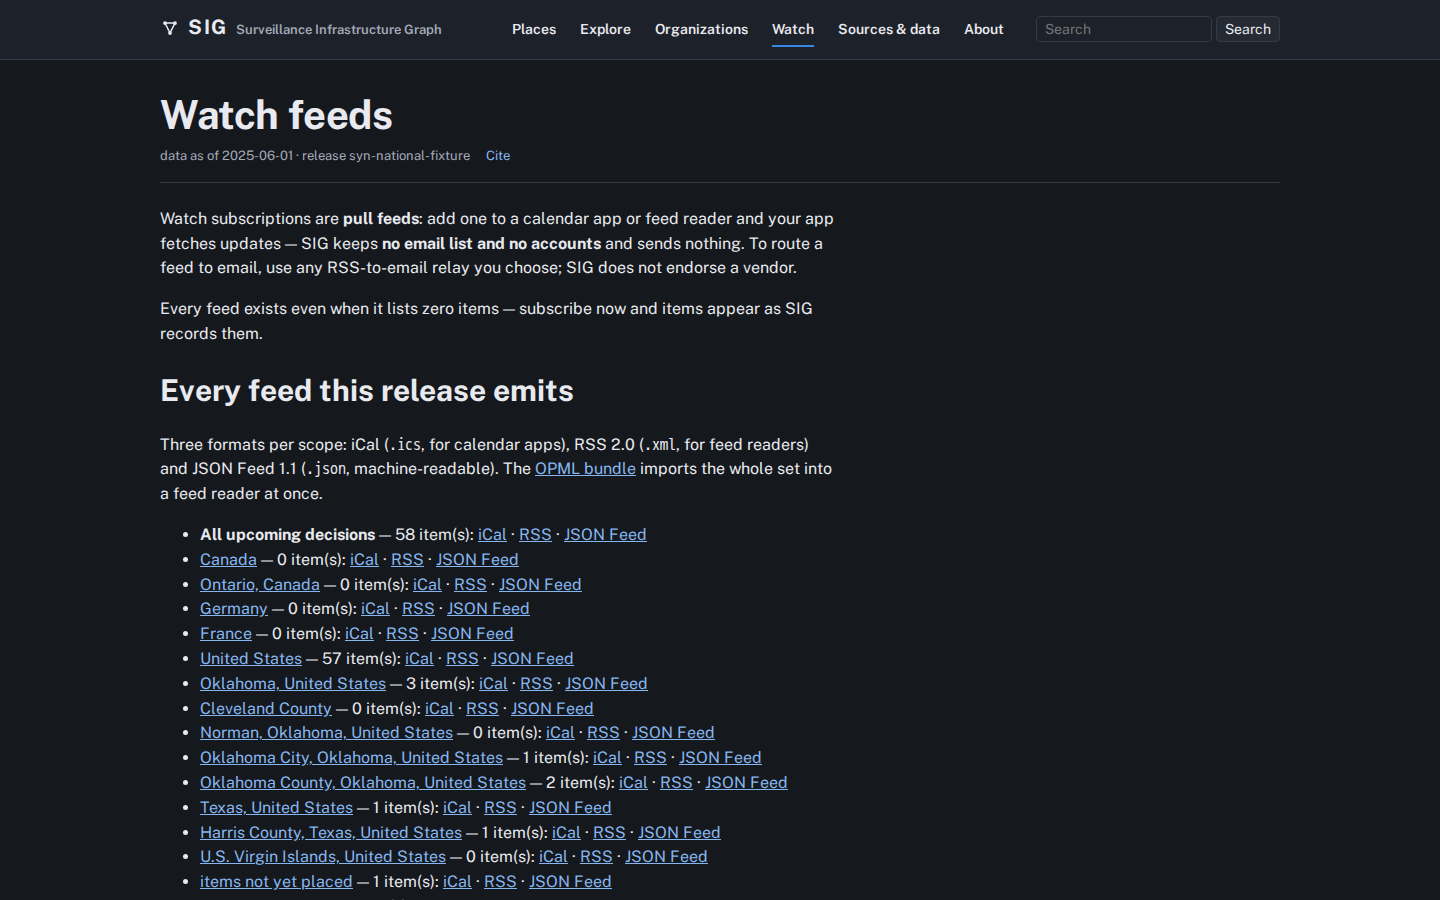 SIG Surveillance Infrastructure Graph Places Explore Organizations Watch Sources & data About Search Search
Watch feeds
data as of 2025-06-01 · release syn-national-fixture Cite
Watch subscriptions are pull feeds: add one to a calendar app or feed reader and your app
fetches updates — SIG keeps no email list and no accounts and sends nothing. To route a
feed to email, use any RSS-to-email relay you choose; SIG does not endorse a vendor.
Every feed exists even when it lists zero items — subscribe now and items appear as SIG
records them.
Every feed this release emits
Three formats per scope: iCal (.ics, for calendar apps), RSS 2.0 (.xml, for feed readers)
and JSON Feed 1.1 (.json, machine-readable). The OPML bundle imports the whole set into
a feed reader at once.
• All upcoming decisions — 58 item(s): iCal · RSS · JSON Feed
• Canada — 0 item(s): iCal · RSS · JSON Feed
• Ontario, Canada — 0 item(s): iCal · RSS · JSON Feed
• Germany — 0 item(s): iCal · RSS · JSON Feed
• France — 0 item(s): iCal · RSS · JSON Feed
• United States — 57 item(s): iCal · RSS · JSON Feed
• Oklahoma, United States — 3 item(s): iCal · RSS · JSON Feed
• Cleveland County — 0 item(s): iCal · RSS · JSON Feed
• Norman, Oklahoma, United States — 0 item(s): iCal · RSS · JSON Feed
• Oklahoma City, Oklahoma, United States — 1 item(s): iCal · RSS · JSON Feed
• Oklahoma County, Oklahoma, United States — 2 item(s): iCal · RSS · JSON Feed
• Texas, United States — 1 item(s): iCal · RSS · JSON Feed
• Harris County, Texas, United States — 1 item(s): iCal · RSS · JSON Feed
• U.S. Virgin Islands, United States — 0 item(s): iCal · RSS · JSON Feed
• items not yet placed — 1 item(s): iCal · RSS · JSON Feed